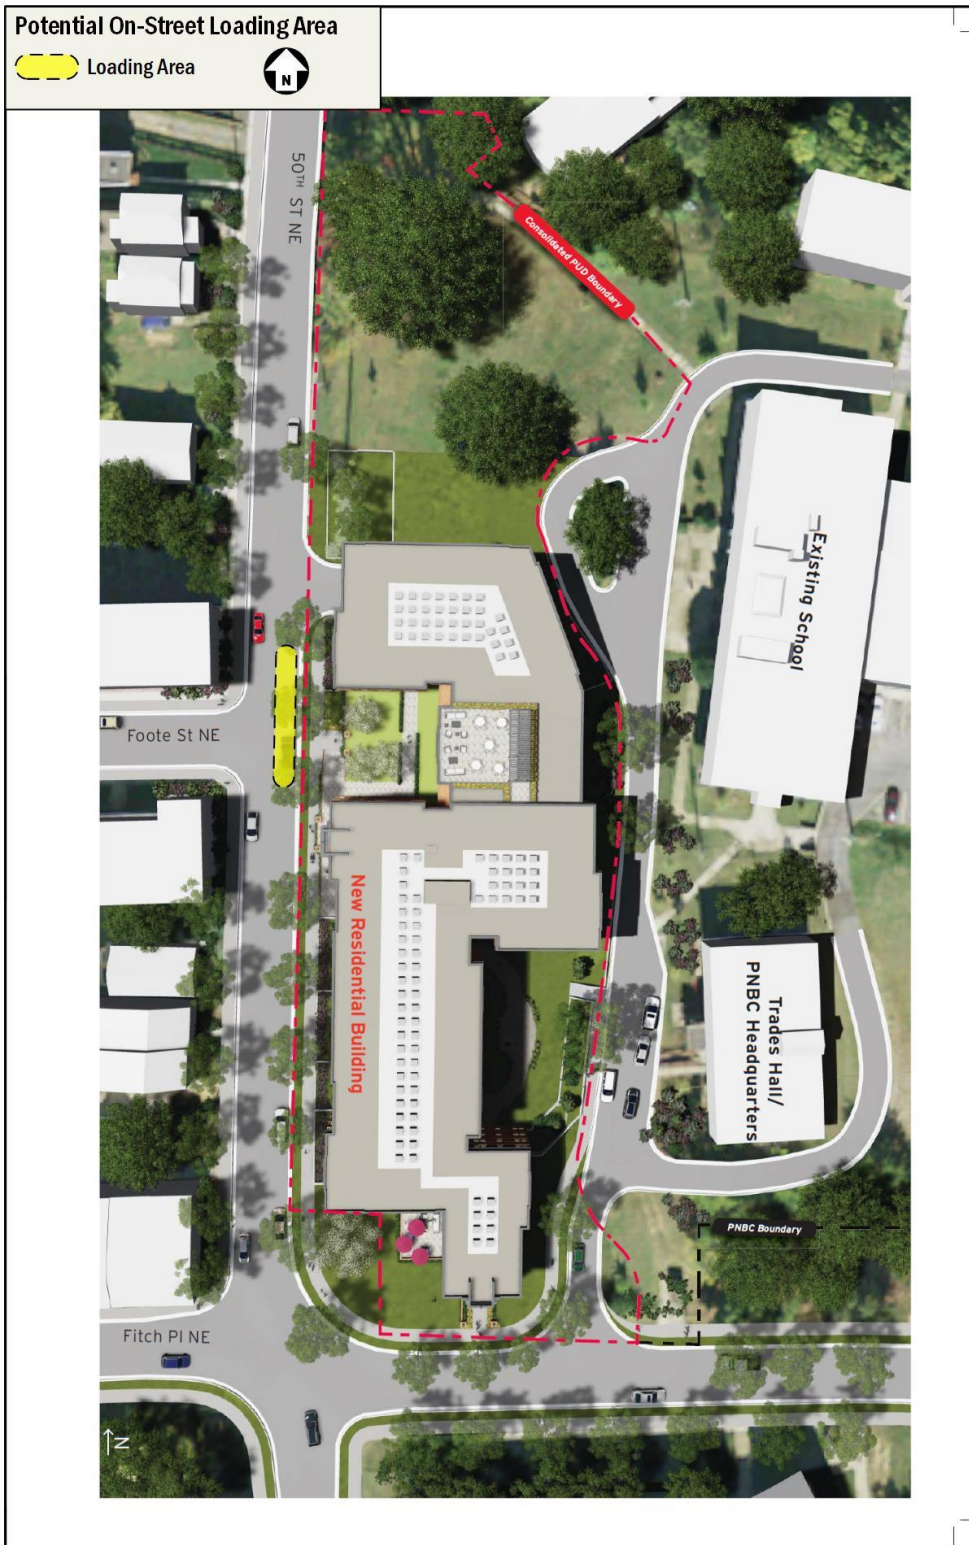 Potential On-Street Loading Area
Loading Area
N
50TH ST NE
Consolidated PUD Boundary
Existing School
Foote St NE
New Residential Building
Trades Hall/
PNBC Headquarters
PNBC Boundary
Fitch Pl NE
N